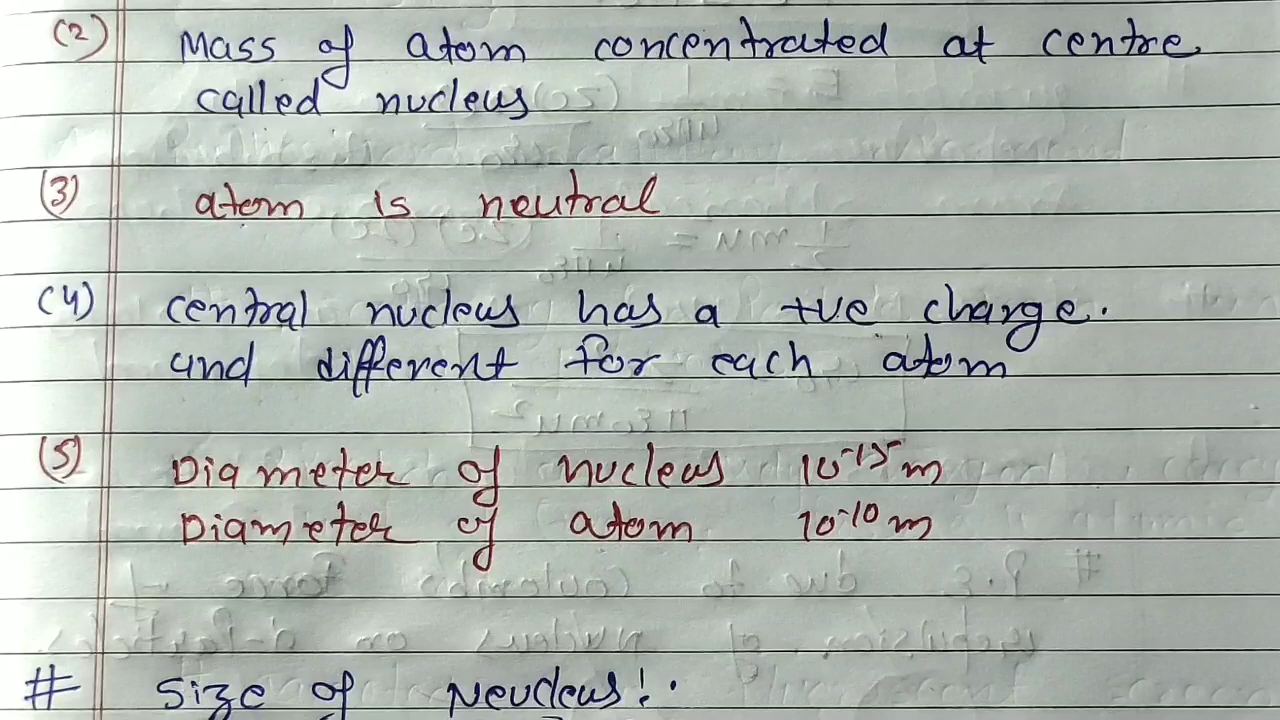 (2) Mass of atom concentrated at centre
called nucleus
(3) atom is neutral
(4) central nucleus has a +ve charge.
and different for each atom
(5) Diameter of nucleus 10-15 m
Diameter of atom 10-10 m
# Size of Neucleus!.